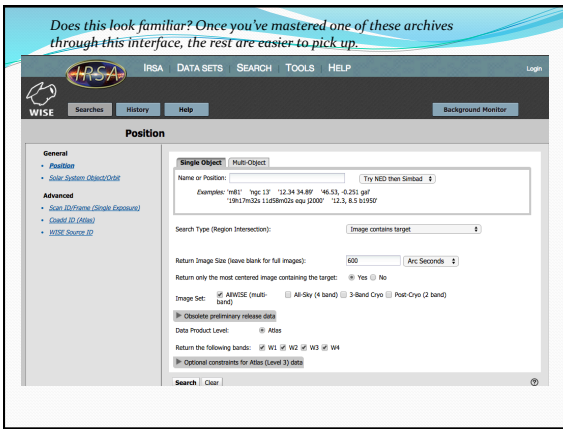 Does this look familiar? Once you've mastered one of these archives
through this interface, the rest are easier to pick up.
IRSA IRSA DATA SETS SEARCH TOOLS HELP Login
WISE Searches History Help Background Monitor
Position
General
Position
Solar System Object/Orbit
Advanced
Scan ID/Frame (Single Exposure)
Coadd ID (Atlas)
WISE Source ID
Single Object Multi-Object
Name or Position: Try NED then Simbad
Examples: 'm81' 'ngc 13' '12.34 34.89' '46.53, -0.251 gal'
'19h17m32s 11d58m02s equ j2000' '12.3, 8.5 b1950'
Search Type (Region Intersection): Image contains target
Return Image Size (leave blank for full images): 600 Arc Seconds
Return only the most centered image containing the target: Yes No
Image Set: AllWISE (multi-
band) All-Sky (4 band) 3-Band Cryo Post-Cryo (2 band)
Obsolete preliminary release data
Data Product Level: Atlas
Return the following bands: W1 W2 W3 W4
Optional constraints for Atlas (Level 3) data
Search Clear ?